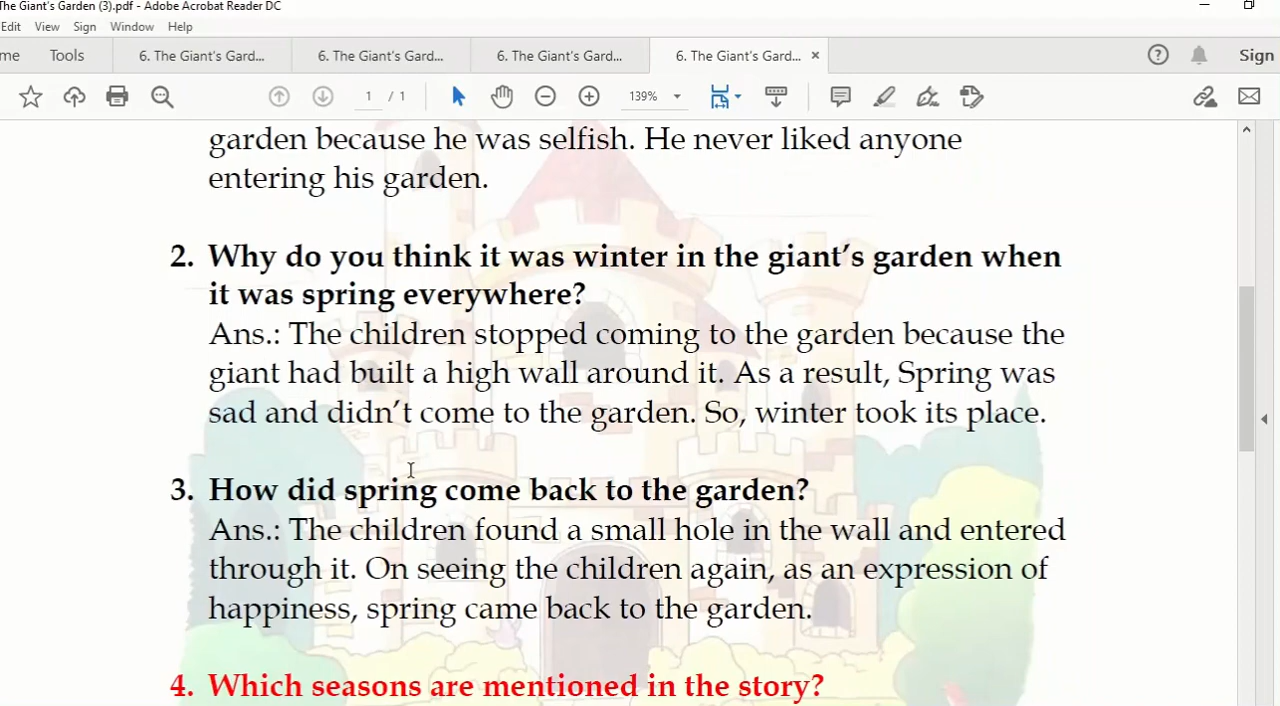 The Giant's Garden (3).pdf - Adobe Acrobat Reader DC
Edit View Sign Window Help
me Tools 6. The Giant's Gard... 6. The Giant's Gard... 6. The Giant's Gard... 6. The Giant's Gard... × Sign
1 / 1 139%
garden because he was selfish. He never liked anyone
entering his garden.
2. Why do you think it was winter in the giant's garden when
it was spring everywhere?
Ans.: The children stopped coming to the garden because the
giant had built a high wall around it. As a result, Spring was
sad and didn't come to the garden. So, winter took its place.
3. How did spring come back to the garden?
Ans.: The children found a small hole in the wall and entered
through it. On seeing the children again, as an expression of
happiness, spring came back to the garden.
4. Which seasons are mentioned in the story?